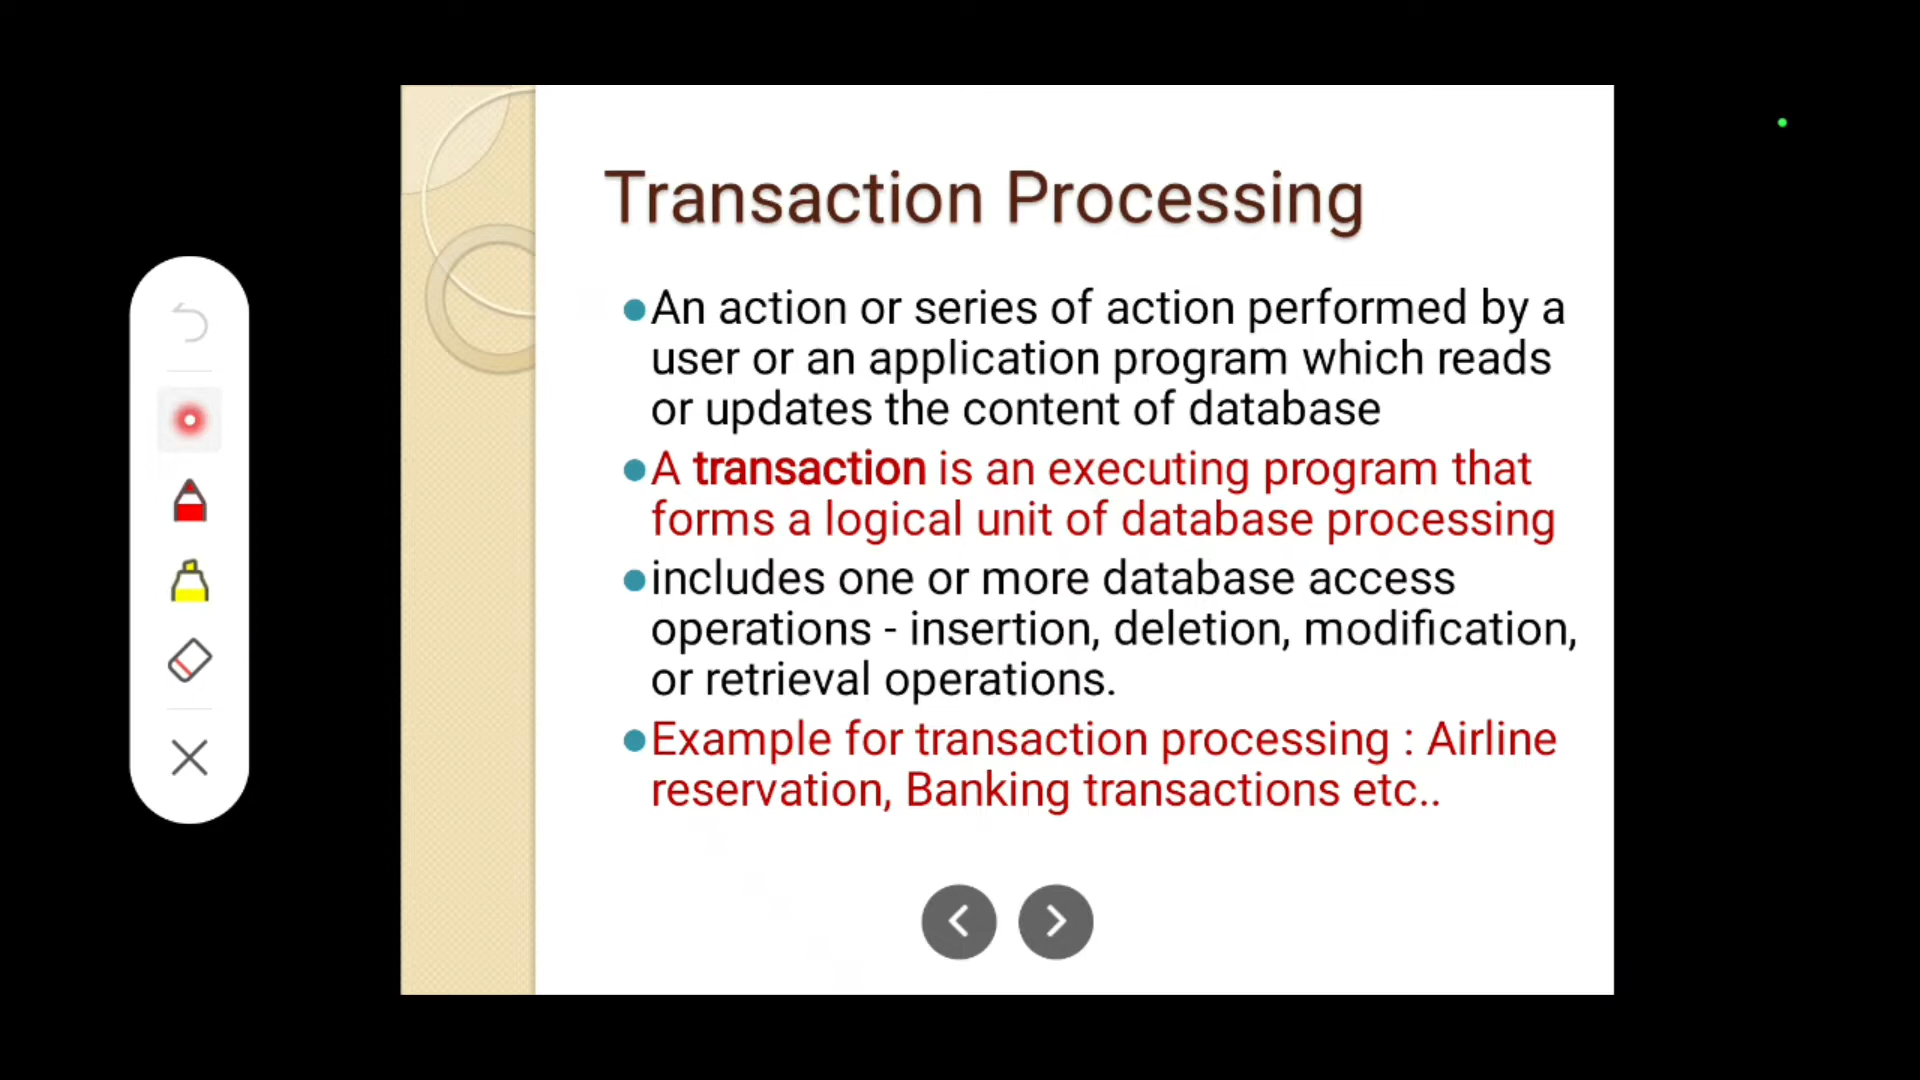 Transaction Processing
An action or series of action performed by a
user or an application program which reads
or updates the content of database
A transaction is an executing program that
forms a logical unit of database processing
includes one or more database access
operations - insertion, deletion, modification,
or retrieval operations.
Example for transaction processing : Airline
reservation, Banking transactions etc..